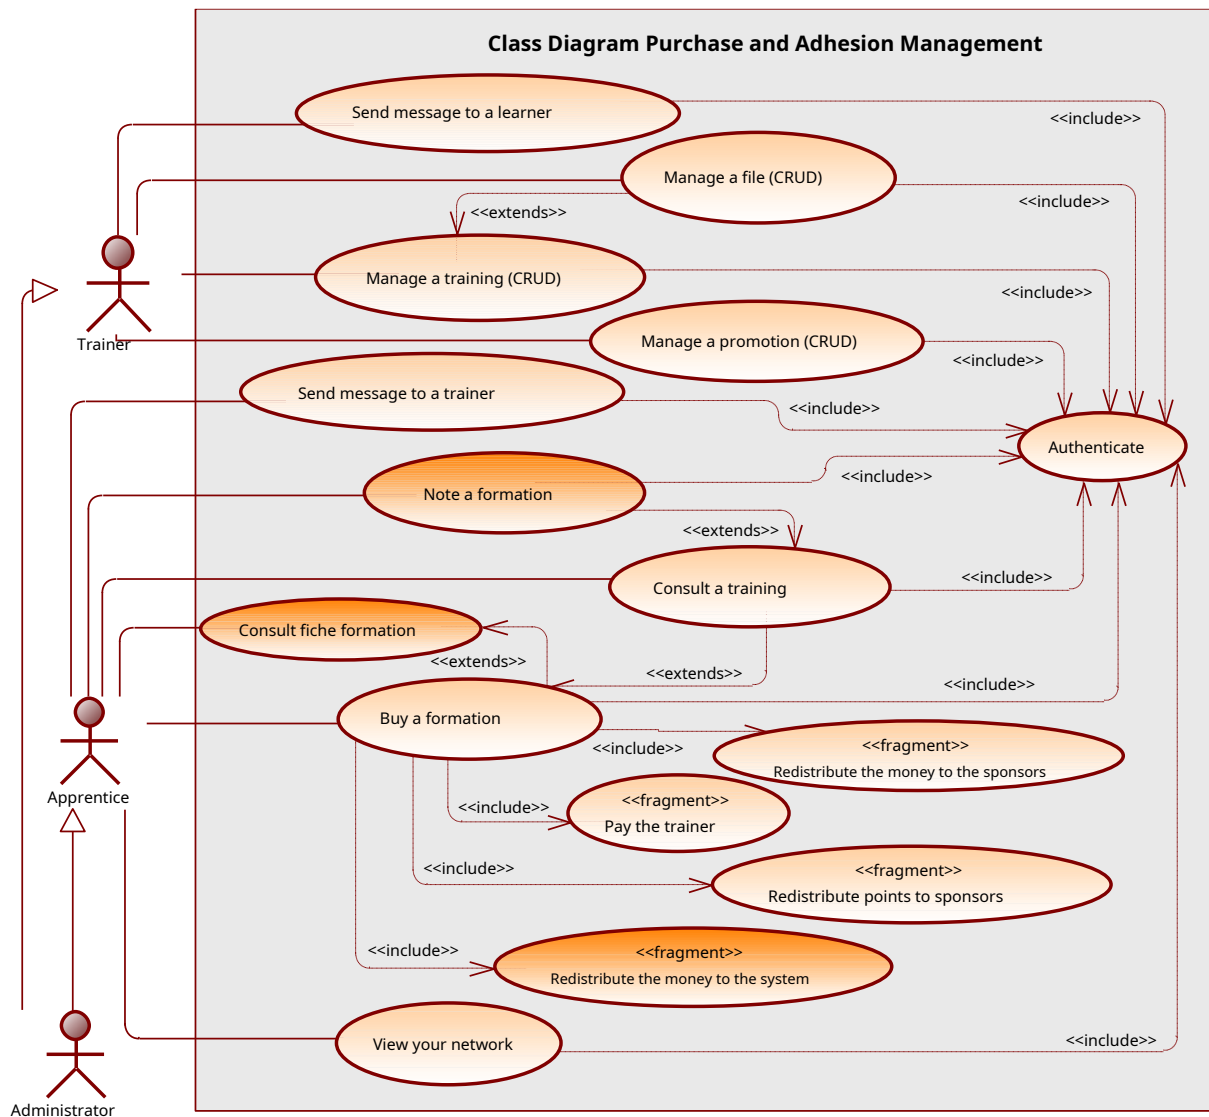 Class Diagram Purchase and Adhesion Management
Send message to a learner
<<include>>
Manage a file (CRUD)
<<include>>
<<extends>>
Manage a training (CRUD)
<<include>>
Trainer
Manage a promotion (CRUD)
<<include>>
Send message to a trainer
<<include>>
Authenticate
Note a formation
<<include>>
<<extends>>
Consult a training
<<include>>
Consult fiche formation
<<extends>>
<<extends>>
<<include>>
Buy a formation
<<include>>
<<fragment>>
Redistribute the money to the sponsors
Apprentice
<<include>>
<<fragment>>
Pay the trainer
<<include>>
<<fragment>>
Redistribute points to sponsors
<<include>>
<<fragment>>
Redistribute the money to the system
View your network
<<include>>
Administrator